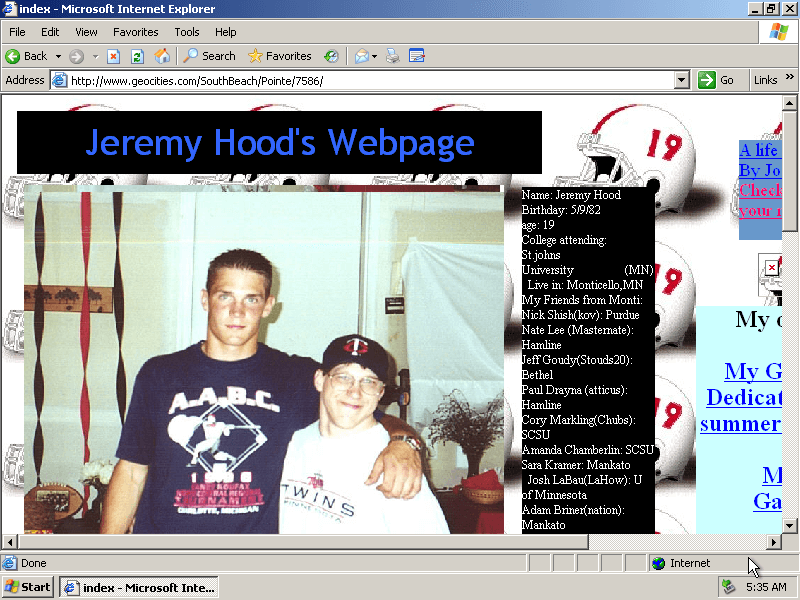 index - Microsoft Internet Explorer
File Edit View Favorites Tools Help
Back Search Favorites
Address http://www.geocities.com/SouthBeach/Pointe/7586/ Go Links »
Jeremy Hood's Webpage
19
A life
By Jo
Check
your
Name: Jeremy Hood
Birthday: 5/9/82
age: 19
College attending:
St.johns
University (MN)
Live in: Monticello,MN
My Friends from Monti:
Nick Shish(kov): Purdue
Nate Lee (Masternate):
Hamline
Jeff Goudy(Stouds20):
Bethel
Paul Drayna (atticus):
Hamline
Cory Markling(Chubs):
SCSU
Amanda Chamberlin: SCSU
Sara Kramer: Mankato
Josh LaBau(LaHow): U
of Minnesota
Adam Briner(nation):
Mankato
19
19
My
My G
Dedicat
summer
M
Ga
A.A.B.C.
TWINS
Done Internet
Start index - Microsoft Inte... 5:35 AM